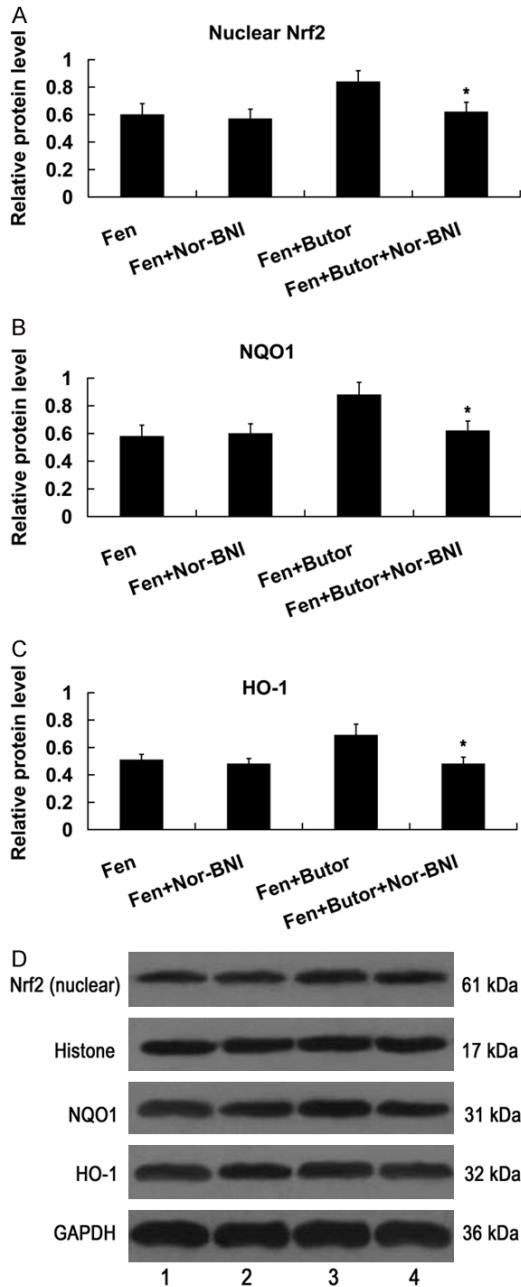 A
Nuclear Nrf2
Relative protein level
1
0.8
0.6
0.4
0.2
0
Fen
Fen+Nor-BNI
Fen+Butor
Fen+Butor+Nor-BNI
*
B
NQO1
Relative protein level
1
0.8
0.6
0.4
0.2
0
Fen
Fen+Nor-BNI
Fen+Butor
Fen+Butor+Nor-BNI
*
C
HO-1
Relative protein level
1
0.8
0.6
0.4
0.2
0
Fen
Fen+Nor-BNI
Fen+Butor
Fen+Butor+Nor-BNI
*
D
Nrf2 (nuclear) 61 kDa
Histone 17 kDa
NQO1 31 kDa
HO-1 32 kDa
GAPDH 36 kDa
1 2 3 4